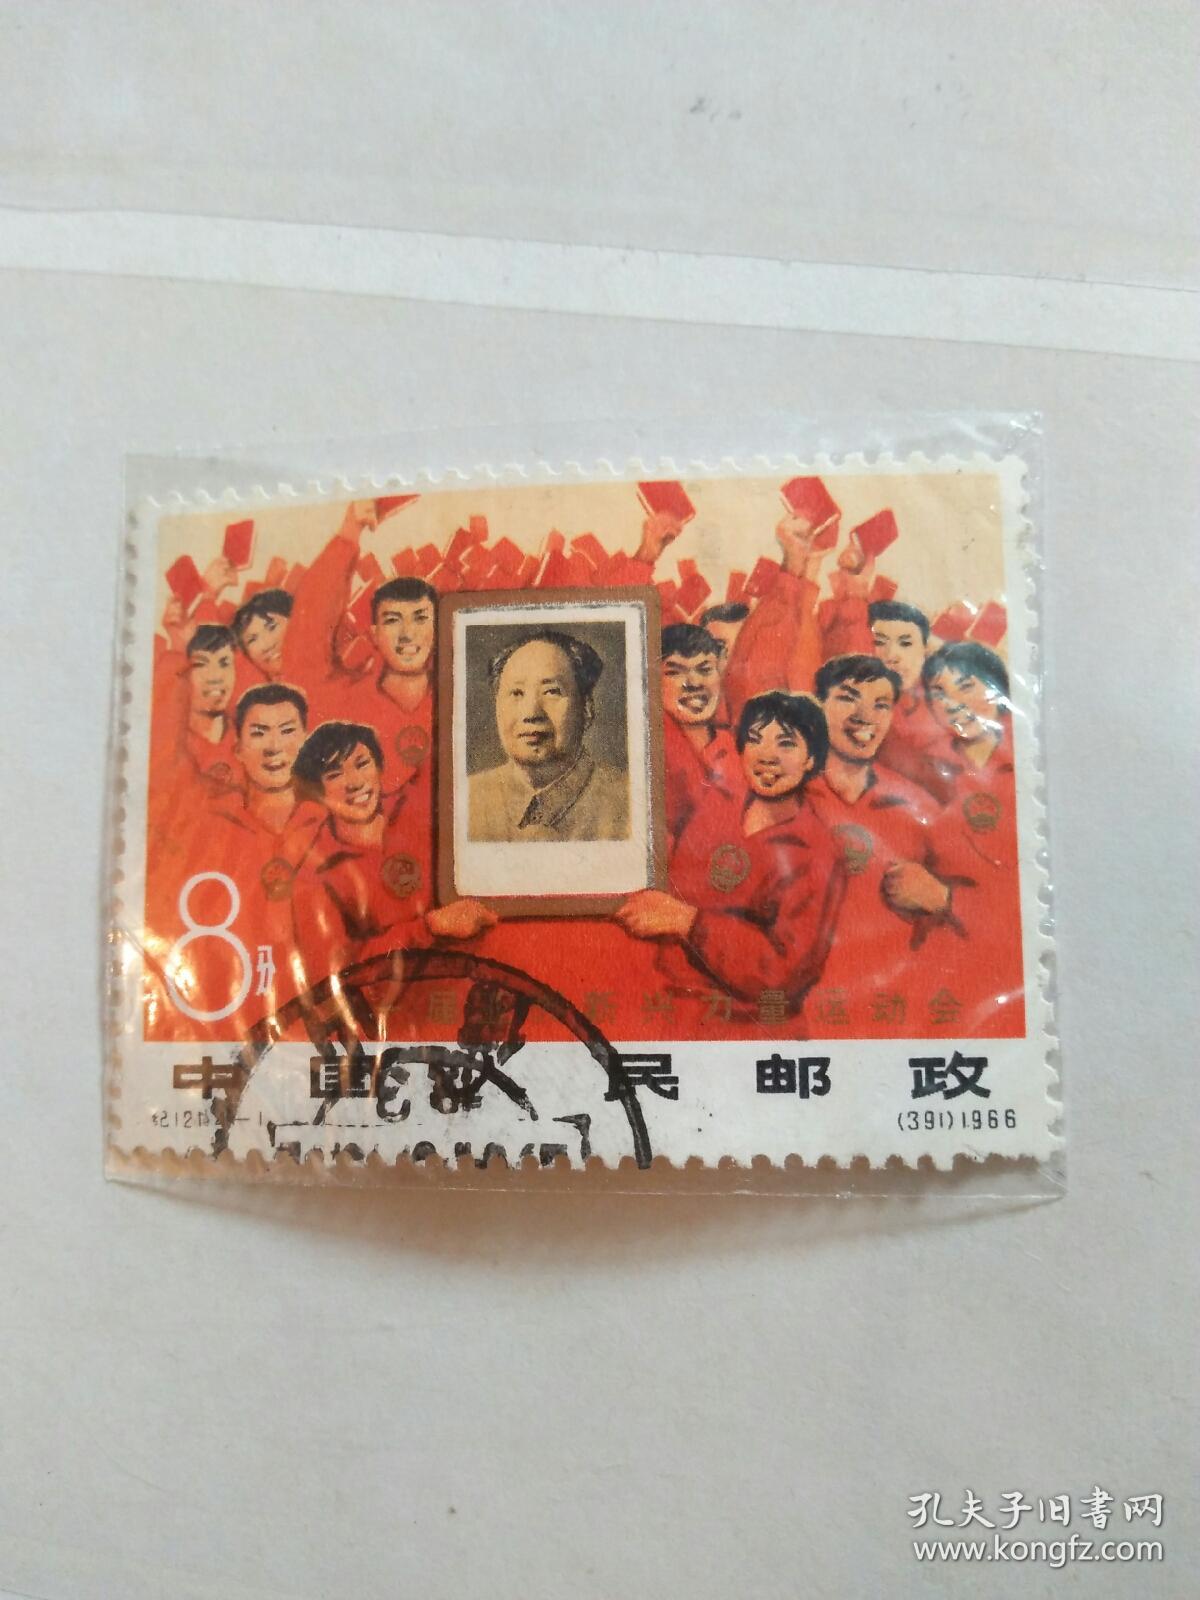 8分
届亚 新兴力量运动会
中国人民邮政
纪121.4-1
(391)1966
孔夫子旧书网
www.kongfz.com